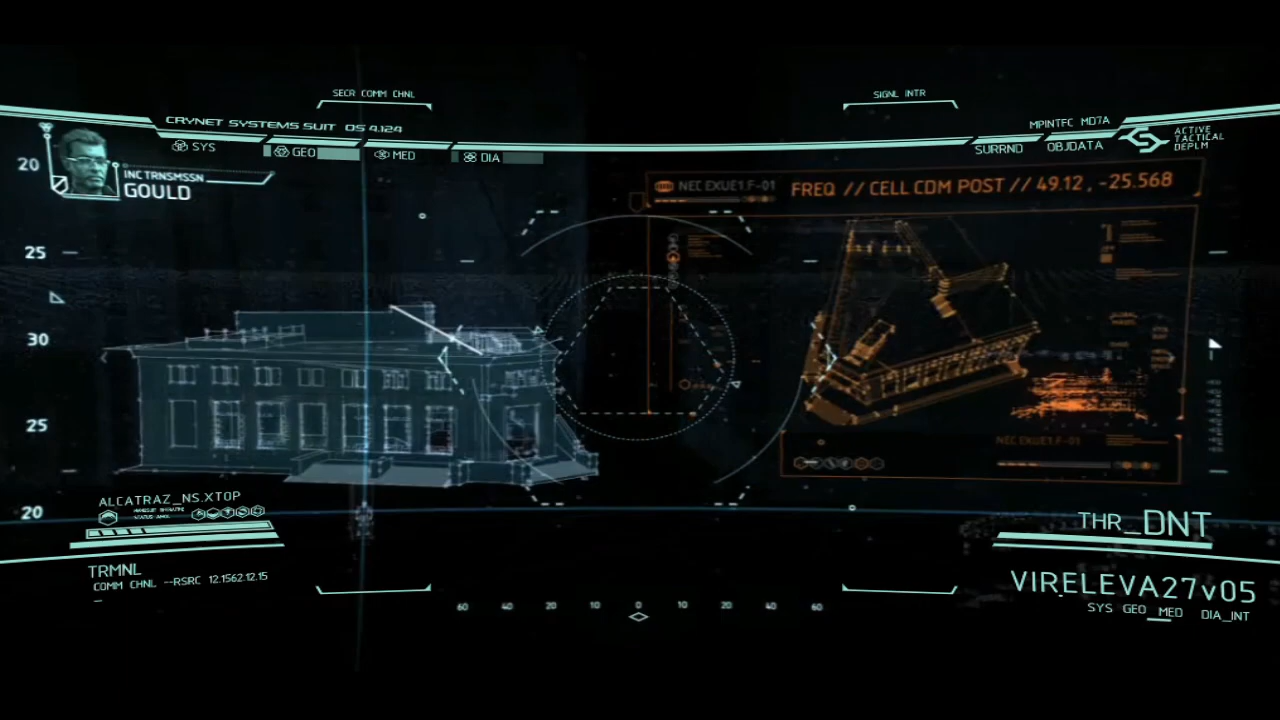 SECR COMM CHNL
SIGNL INTR
CRYNET SYSTEMS SUIT OS 4.124
MPINTFC MD7A
SYS
GEO
MED
DIA
SURRND
OBJDATA
ACTIVE
TACTICAL
DEPLM
20
INC TRNSMSSN
GOULD
NEC EXUE1.F-01
FREQ // CELL CDM POST // 49.12, -25.568
25
30
25
20
NEC EXUE1.F-01
ALCATRAZ_NS.XTOP
TRMNL
COMM CHNL --RSRC 12.1562.12.15
_
THR_DNT
VIRELEVA27v05
SYS GEO MED DIA_INT
60 40 20 10 0 10 20 40 60